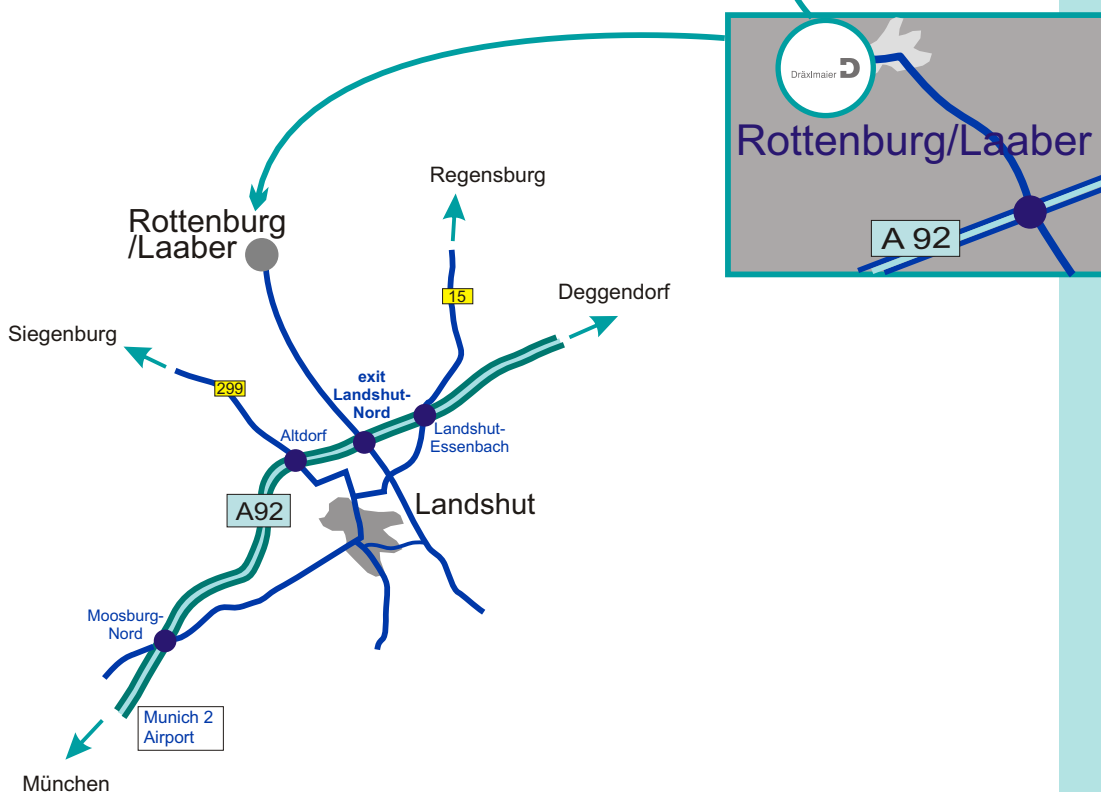 Dräxlmaier
Rottenburg/Laaber
A 92
Regensburg
Rottenburg
/Laaber
15
Deggendorf
Siegenburg
299
exit
Landshut-
Nord
Altdorf
Landshut-
Essenbach
A92
Landshut
Moosburg-
Nord
Munich 2
Airport
München